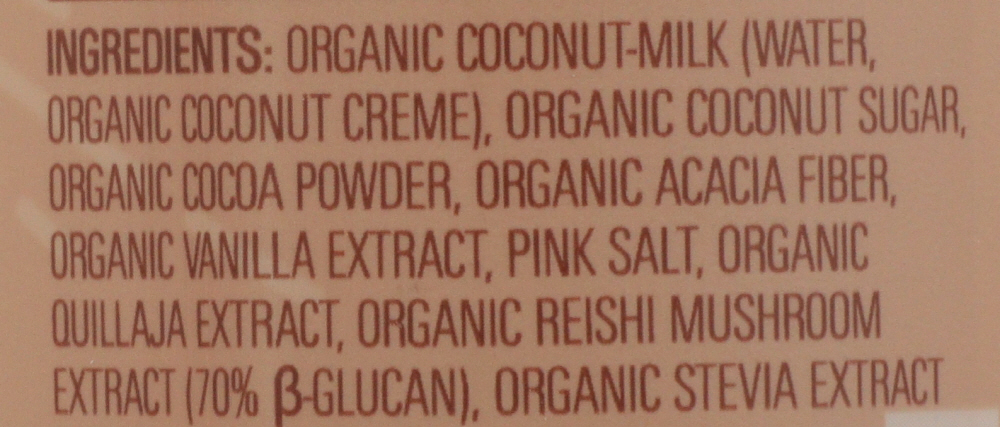 INGREDIENTS: ORGANIC COCONUT-MILK (WATER,
ORGANIC COCONUT CREME), ORGANIC COCONUT SUGAR,
ORGANIC COCOA POWDER, ORGANIC ACACIA FIBER,
ORGANIC VANILLA EXTRACT, PINK SALT, ORGANIC
QUILLAJA EXTRACT, ORGANIC REISHI MUSHROOM
EXTRACT (70% β-GLUCAN), ORGANIC STEVIA EXTRACT